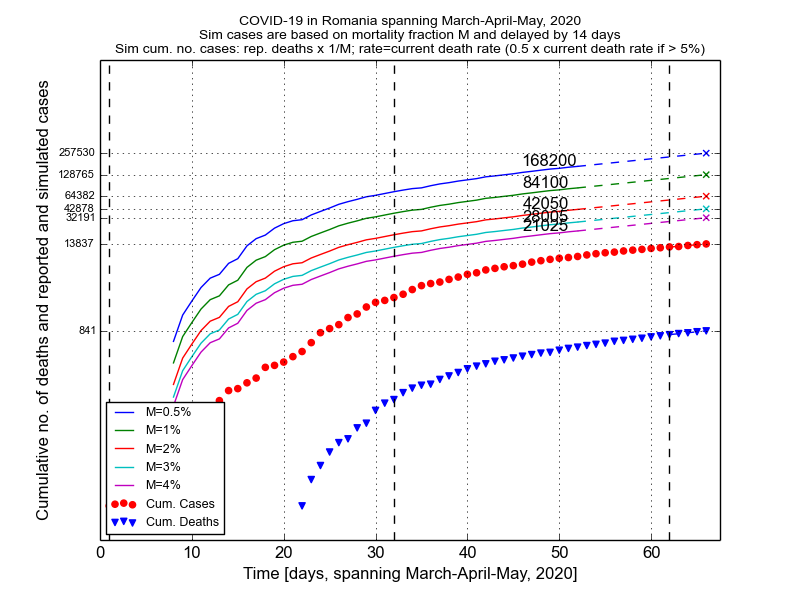 COVID-19 in Romania spanning March-April-May, 2020
Sim cases are based on mortality fraction M and delayed by 14 days
Sim cum. no. cases: rep. deaths x 1/M; rate=current death rate (0.5 x current death rate if > 5%)
Cumulative no. of deaths and reported and simulated cases
257530
128765
64382
42878
32191
13837
841
168200
84100
42050
28005
21025
M=0.5%
M=1%
M=2%
M=3%
M=4%
Cum. Cases
Cum. Deaths
0 10 20 30 40 50 60
Time [days, spanning March-April-May, 2020]